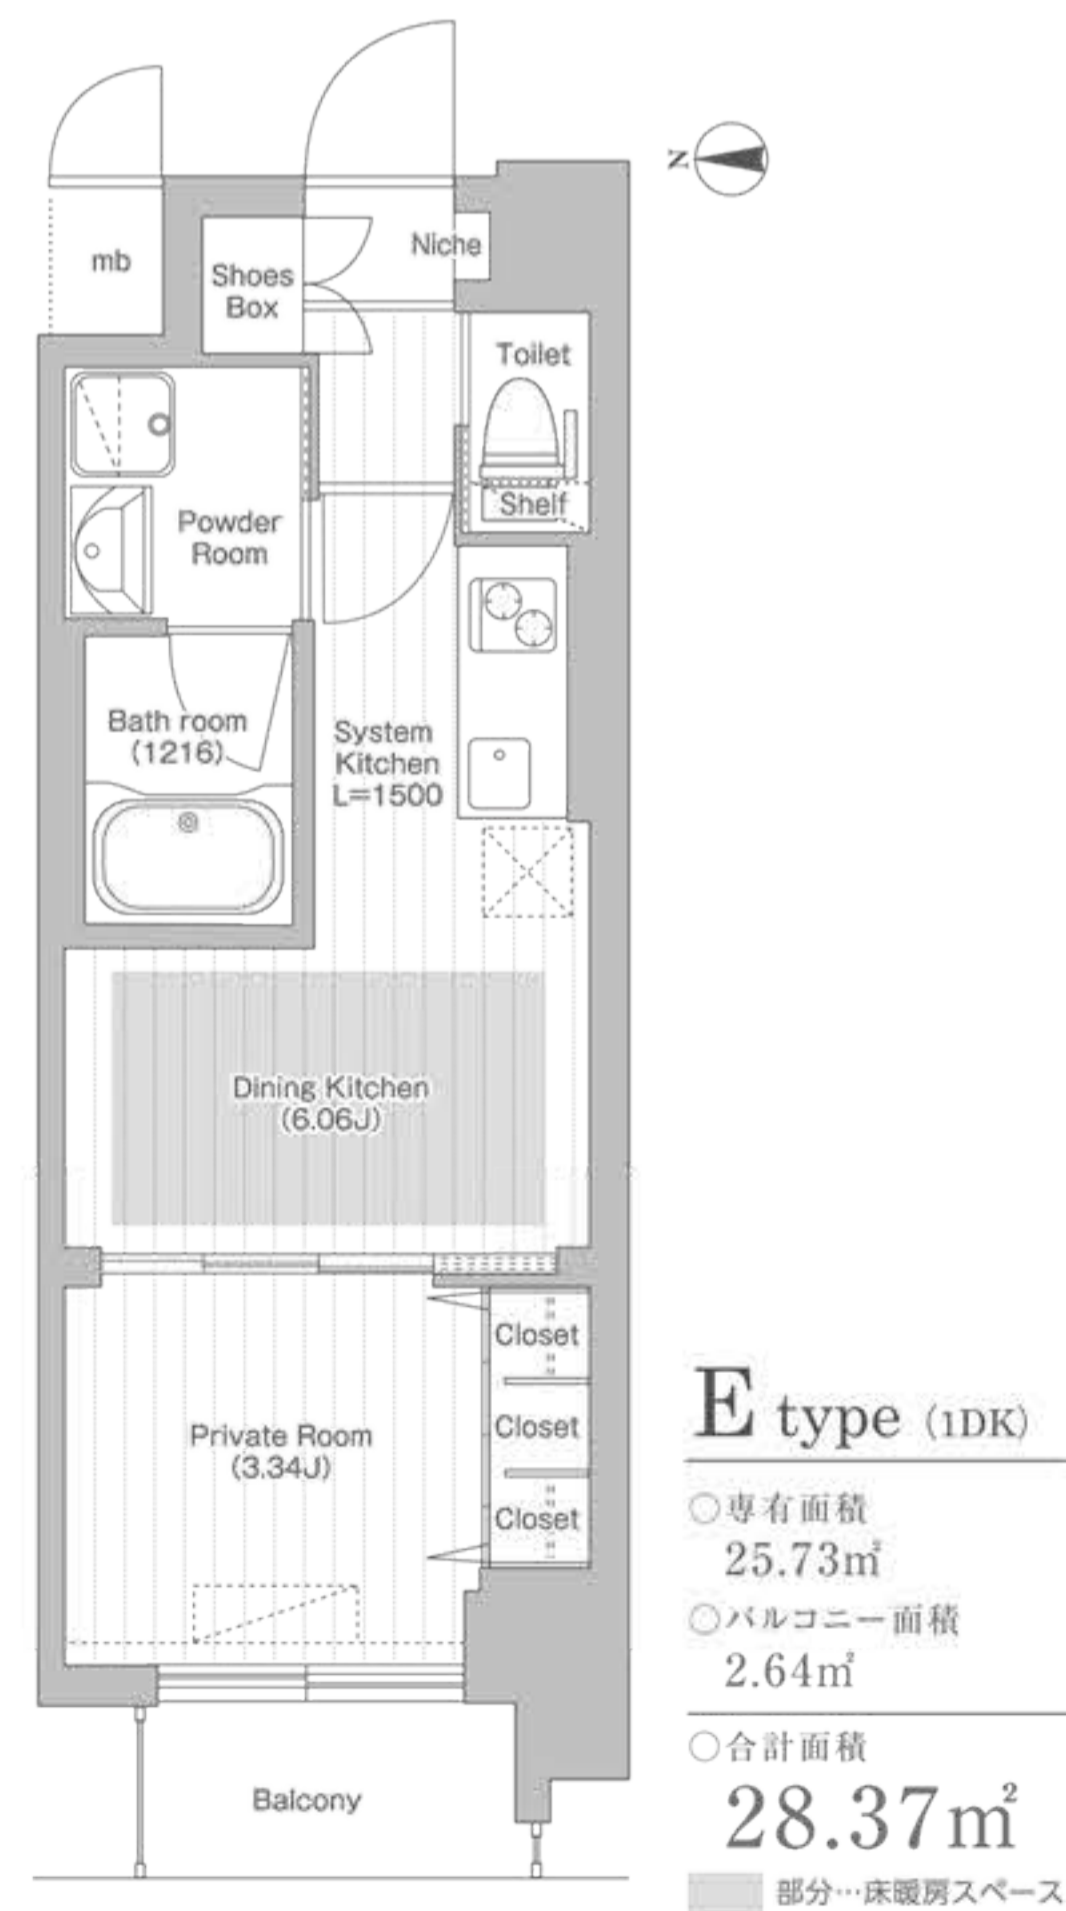 N
mb
Shoes
Box
Niche
Toilet
Shelf
Powder
Room
Bath room
(1216)
System
Kitchen
L=1500
Dining Kitchen
(6.06J)
Closet
Closet
Closet
Private Room
(3.34J)
Balcony
E type (1DK)
○専有面積
25.73㎡
○バルコニー面積
2.64㎡
○合計面積
28.37㎡
部分…床暖房スペース